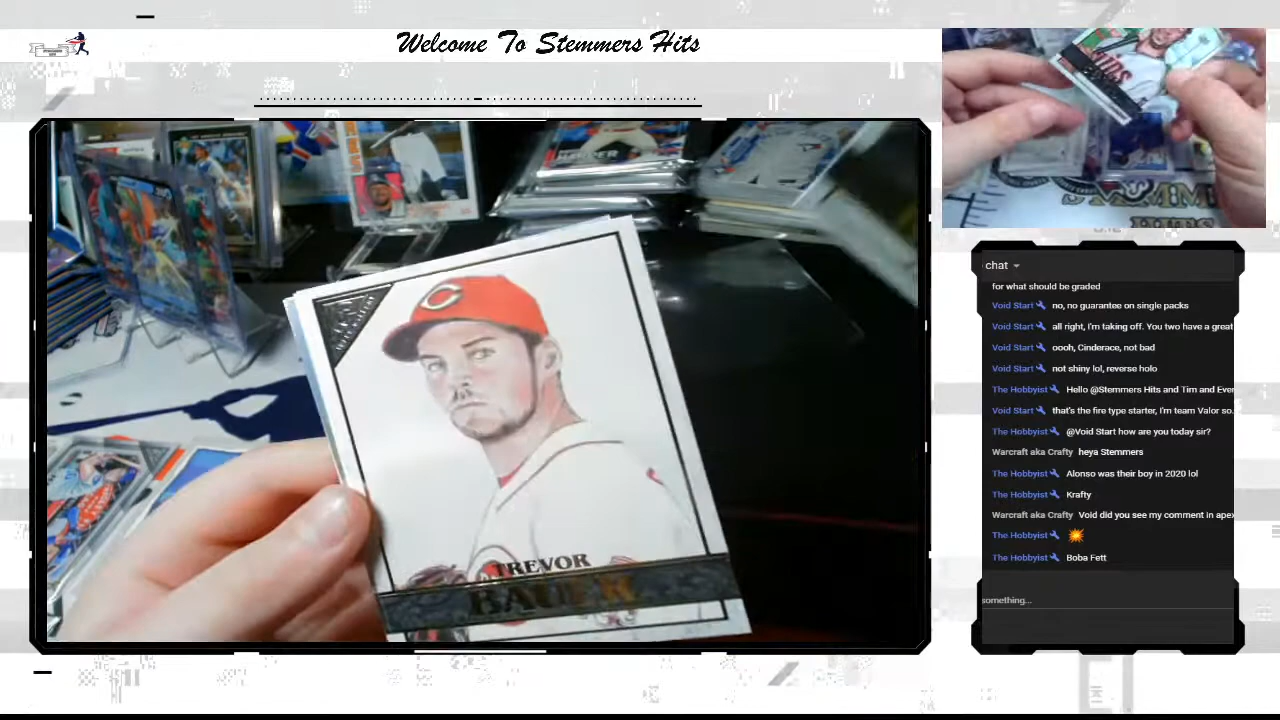 Welcome To Stemmers Hits
HARPER
TREVOR
BAUER
chat
for what should be graded
Void Start no, no guarantee on single packs
Void Start all right, I'm taking off. You two have a great
Void Start oooh, Cinderace, not bad
Void Start not shiny lol, reverse holo
The Hobbyist Hello @Stemmers Hits and Tim and Ever
Void Start that's the fire type starter, I'm team Valor so.
The Hobbyist @Void Start how are you today sir?
Warcraft aka Crafty heya Stemmers
The Hobbyist Alonso was their boy in 2020 lol
The Hobbyist Krafty
Warcraft aka Crafty Void did you see my comment in apex
The Hobbyist 💥
The Hobbyist Boba Fett
something...